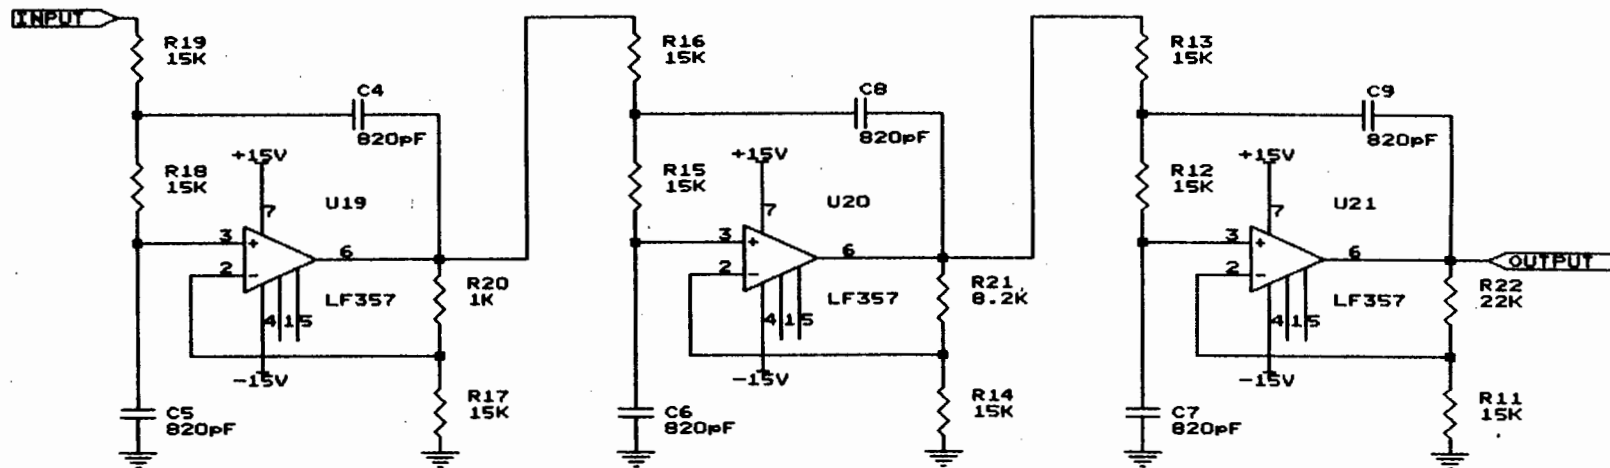 INPUT
R19
15K
R16
15K
R13
15K
C4
820pF
C8
820pF
C9
820pF
R18
15K
+15V
R15
15K
+15V
R12
15K
+15V
7
U19
7
U20
7
U21
3
+
2
-
6
3
+
2
-
6
3
+
2
-
6
OUTPUT
R20
1K
R21
8.2K
R22
22K
LF357
LF357
LF357
4
1
5
4
1
5
4
1
5
-15V
-15V
-15V
R17
15K
R14
15K
R11
15K
C5
820pF
C6
820pF
C7
820pF